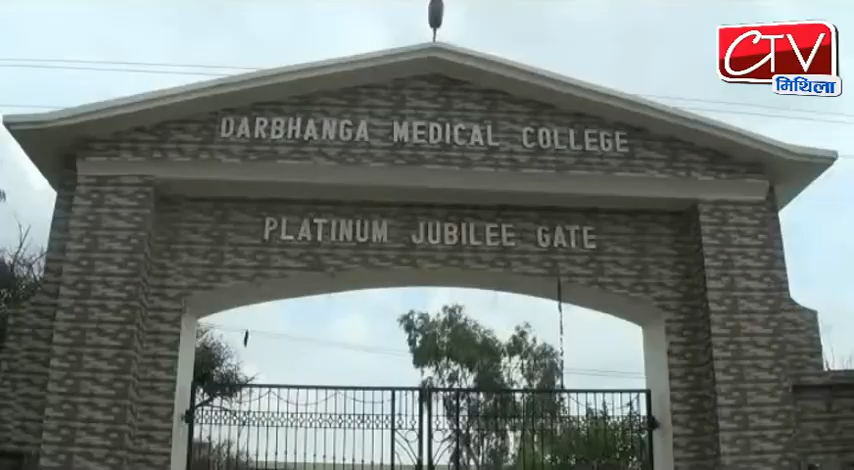 CTV
मिथिला
DARBHANGA MEDICAL COLLEGE
PLATINUM JUBILEE GATE